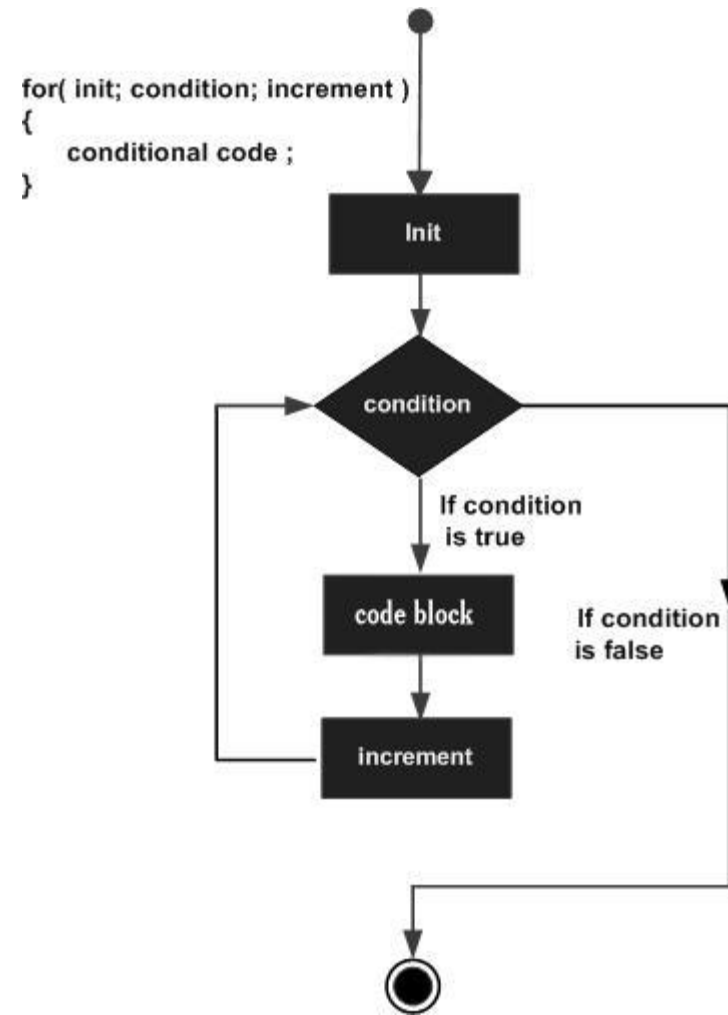 for( init; condition; increment )
{
conditional code ;
}
Init
condition
If condition
is true
code block
If condition
is false
increment